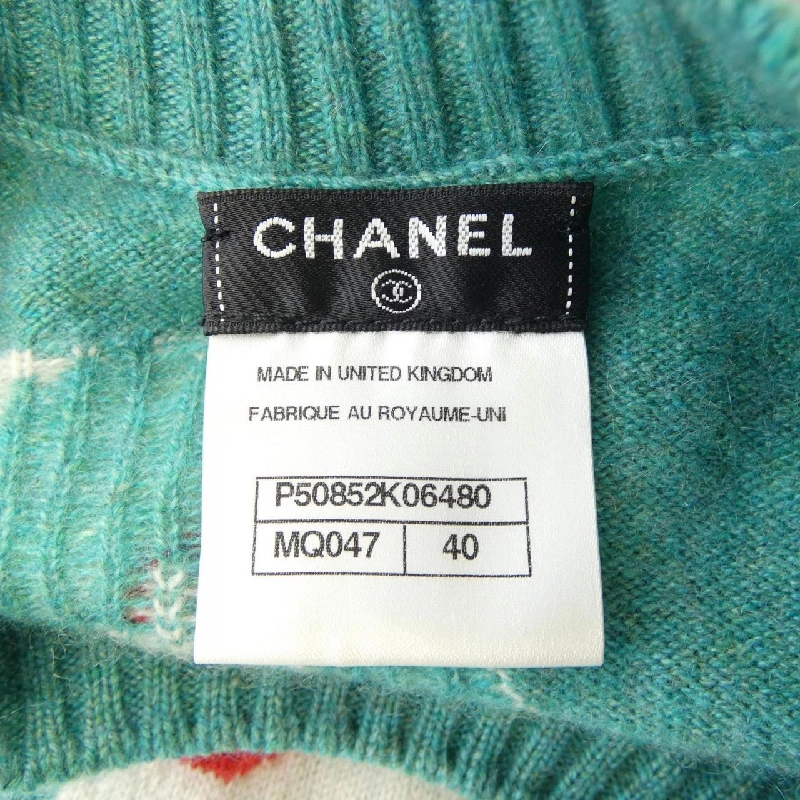 CHANEL
MADE IN UNITED KINGDOM
FABRIQUE AU ROYAUME-UNI
P50852K06480
MQ047 40